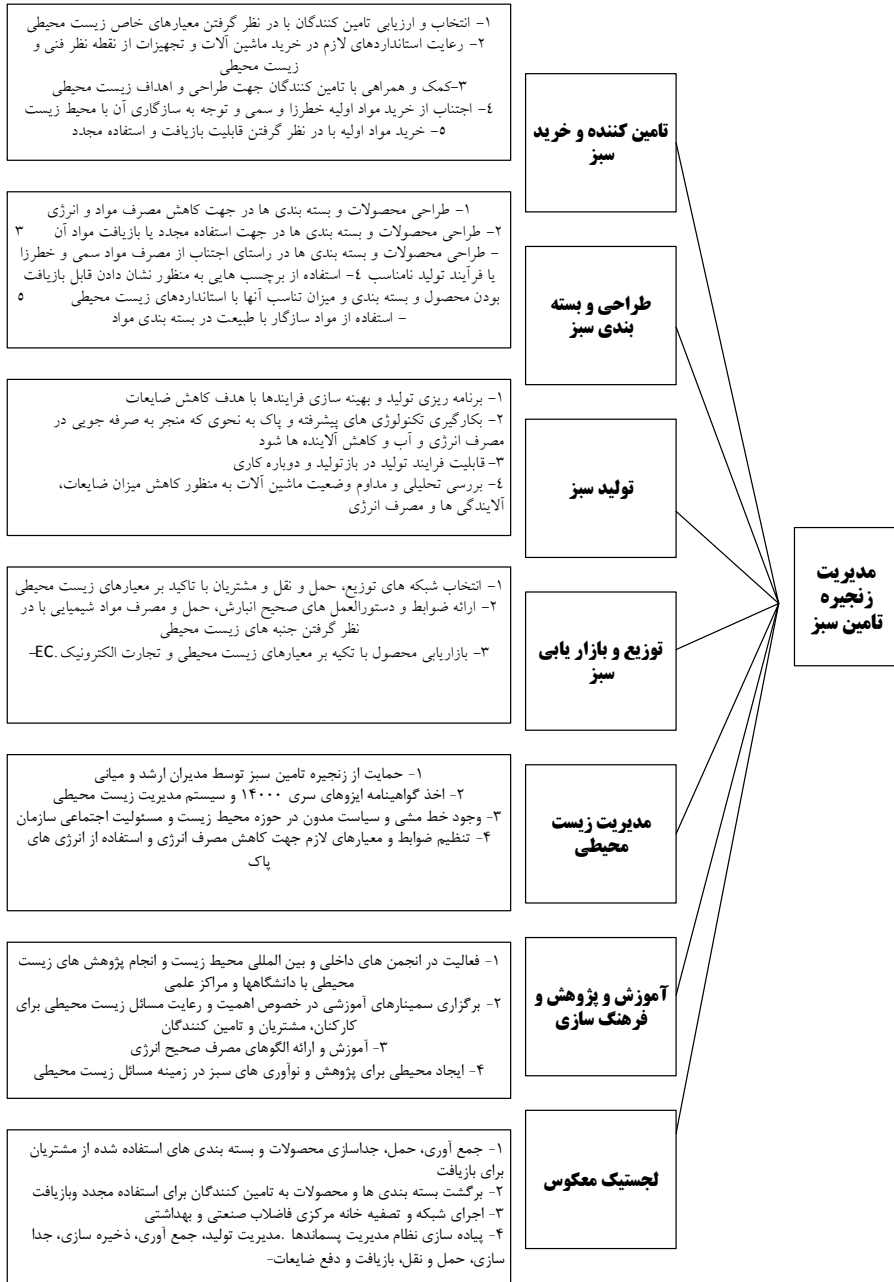 مدیریت
زنجیره
تامین سبز
تامین کننده و خرید
سبز
۱- انتخاب و ارزیابی تامین کنندگان با در نظر گرفتن معیارهای خاص زیست محیطی
۲- رعایت استانداردهای لازم در خرید ماشین آلات و تجهیزات از نقطه نظر فنی و
زیست محیطی
۳-کمک و همراهی با تامین کنندگان جهت طراحی و اهداف زیست محیطی
٤- اجتناب از خرید مواد اولیه خطرزا و سمی و توجه به سازگاری آن با محیط زیست
٥- خرید مواد اولیه با در نظر گرفتن قابلیت بازیافت و استفاده مجدد
طراحی و بسته
بندی سبز
۱- طراحی محصولات و بسته بندی ها در جهت کاهش مصرف مواد و انرژی
۲- طراحی محصولات و بسته بندی ها در جهت استفاده مجدد یا بازیافت مواد آن ۳
- طراحی محصولات و بسته بندی ها در راستای اجتناب از مصرف مواد سمی و خطرزا
یا فرآیند تولید نامناسب ٤- استفاده از برچسب هایی به منظور نشان دادن قابل بازیافت
بودن محصول و بسته بندی و میزان تناسب آنها با استانداردهای زیست محیطی ٥
- استفاده از مواد سازگار با طبیعت در بسته بندی مواد
تولید سبز
۱- برنامه ریزی تولید و بهینه سازی فرایندها با هدف کاهش ضایعات
۲- بکارگیری تکنولوژی های پیشرفته و پاک به نحوی که منجر به صرفه جویی در
مصرف انرژی و آب و کاهش آلاینده ها شود
۳- قابلیت فرایند تولید در بازتولید و دوباره کاری
٤- بررسی تحلیلی و مداوم وضعیت ماشین آلات به منظور کاهش میزان ضایعات،
آلایندگی ها و مصرف انرژی
توزیع و بازار یابی
سبز
۱- انتخاب شبکه های توزیع، حمل و نقل و مشتریان با تاکید بر معیارهای زیست محیطی
۲- ارائه ضوابط و دستورالعمل های صحیح انبارش، حمل و مصرف مواد شیمیایی با در
نظر گرفتن جنبه های زیست محیطی
۳- بازاریابی محصول با تکیه بر معیارهای زیست محیطی و تجارت الکترونیک .EC-
مدیریت زیست
محیطی
۱- حمایت از زنجیره تامین سبز توسط مدیران ارشد و میانی
۲- اخذ گواهینامه ایزوهای سری ۱۴۰۰۰ و سیستم مدیریت زیست محیطی
۳- وجود خط مشی و سیاست مدون در حوزه محیط زیست و مسئولیت اجتماعی سازمان
۴- تنظیم ضوابط و معیارهای لازم جهت کاهش مصرف انرژی و استفاده از انرژی های
پاک
آموزش و پژوهش و
فرهنگ سازی
۱- فعالیت در انجمن های داخلی و بین المللی محیط زیست و انجام پژوهش های زیست
محیطی با دانشگاهها و مراکز علمی
۲- برگزاری سمینارهای آموزشی در خصوص اهمیت و رعایت مسائل زیست محیطی برای
کارکنان، مشتریان و تامین کنندگان
۳- آموزش و ارائه الگوهای مصرف صحیح انرژی
۴- ایجاد محیطی برای پژوهش و نوآوری های سبز در زمینه مسائل زیست محیطی
لجستیک معکوس
۱- جمع آوری، حمل، جداسازی محصولات و بسته بندی های استفاده شده از مشتریان
برای بازیافت
۲- برگشت بسته بندی ها و محصولات به تامین کنندگان برای استفاده مجدد وبازیافت
۳- اجرای شبکه و تصفیه خانه مرکزی فاضلاب صنعتی و بهداشتی
۴- پیاده سازی نظام مدیریت پسماندها .مدیریت تولید، جمع آوری، ذخیره سازی، جدا
سازی، حمل و نقل، بازیافت و دفع ضایعات-